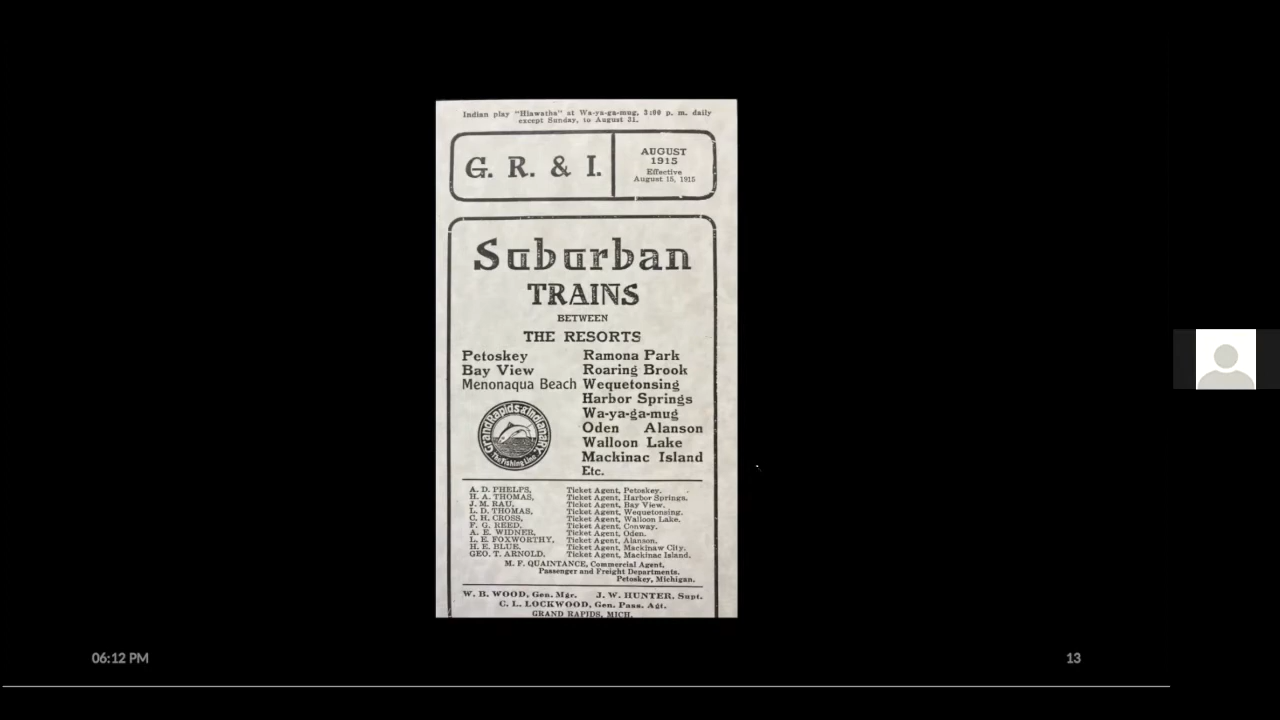 Indian play "Hiawatha" at Wa-ya-ga-mug, 3:00 p. m. daily
except Sunday, to August 31.
G. R. & I.
AUGUST
1915
Effective
August 15, 1915
Suburban
TRAINS
BETWEEN
THE RESORTS
Petoskey
Bay View
Menonaqua Beach
Ramona Park
Roaring Brook
Wequetonsing
Harbor Springs
Wa-ya-ga-mug
Oden Alanson
Walloon Lake
Mackinac Island
Etc.
Grand Rapids & Indiana Ry.
The Fishing Line
A. D. PHELPS, Ticket Agent, Petoskey.
H. A. THOMAS, Ticket Agent, Harbor Springs.
J. M. RAU, Ticket Agent, Bay View.
L. D. THOMAS, Ticket Agent, Wequetonsing.
C. H. CROSS, Ticket Agent, Walloon Lake.
F. G. REED, Ticket Agent, Conway.
A. E. WIDNER, Ticket Agent, Oden.
L. E. FOXWORTHY, Ticket Agent, Alanson.
H. E. BLUE, Ticket Agent, Mackinaw City.
GEO. T. ARNOLD, Ticket Agent, Mackinac Island.
M. F. QUAINTANCE, Commercial Agent,
Passenger and Freight Departments.
Petoskey, Michigan.
W. B. WOOD, Gen. Mgr. J. W. HUNTER, Supt.
C. L. LOCKWOOD, Gen. Pass. Agt.
GRAND RAPIDS, MICH.
06:12 PM
13